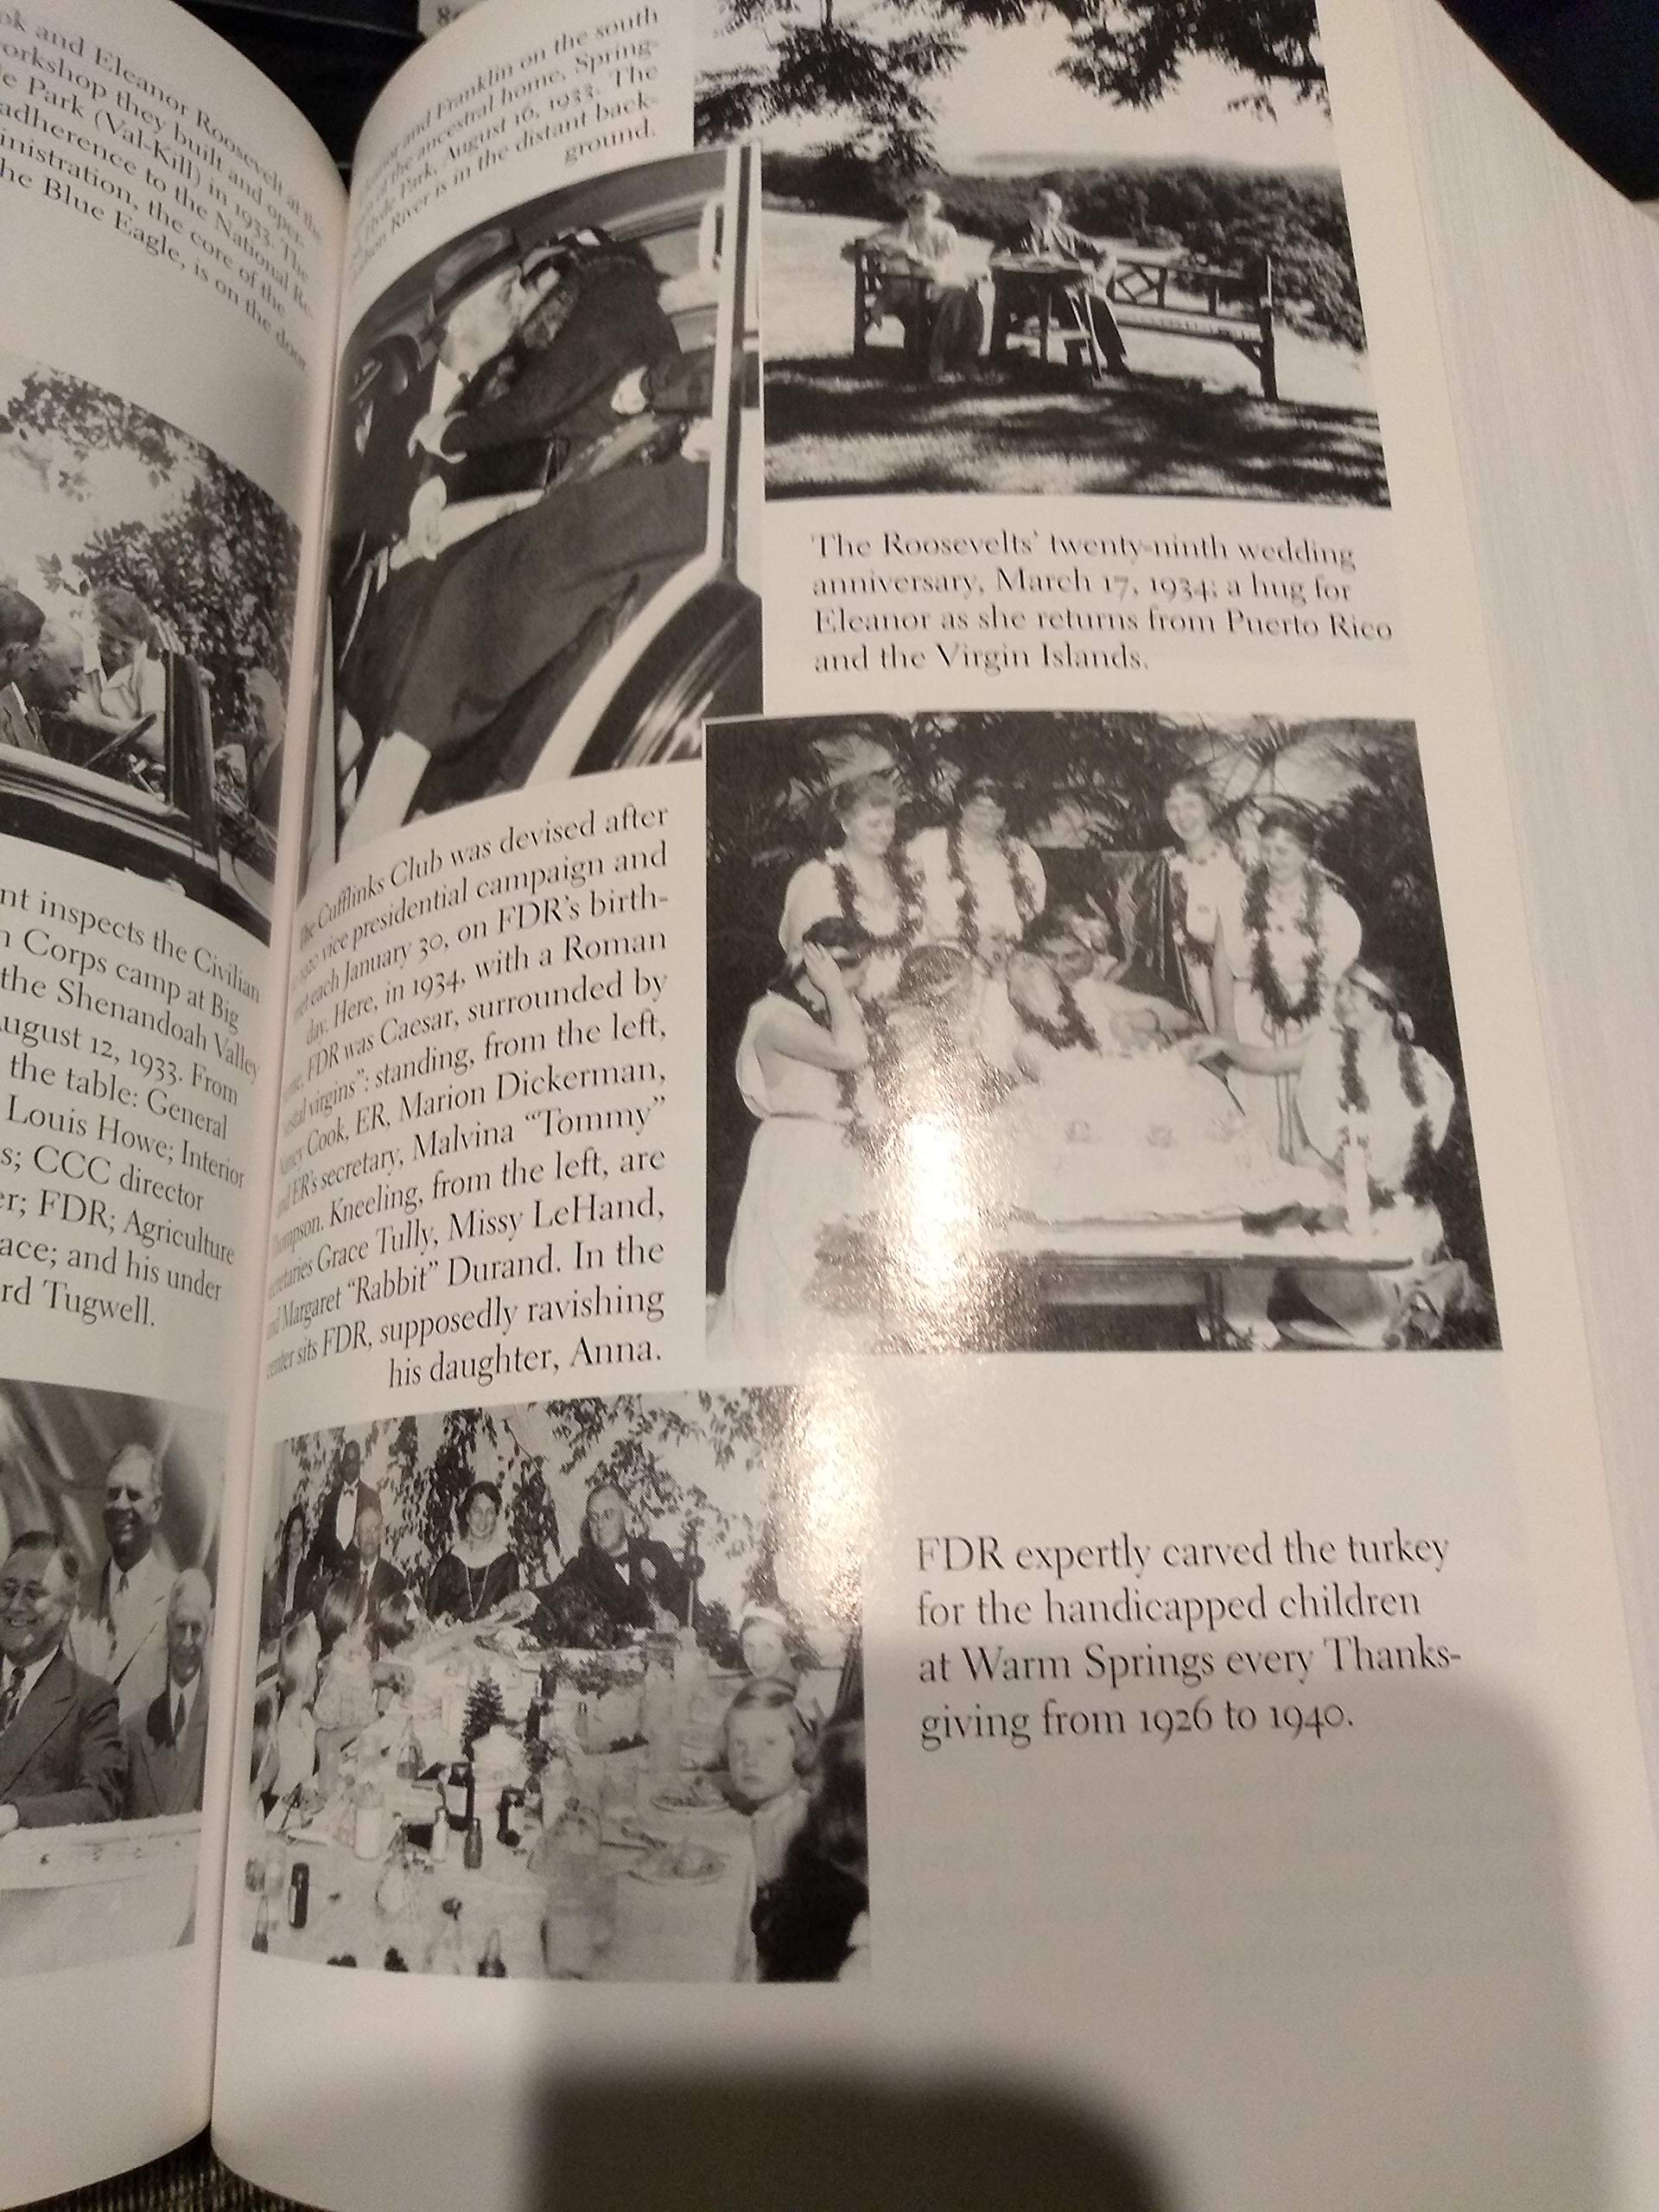 ok and Eleanor Roosevelt at the
workshop they built and oper-
e Park (Val-Kill) in 1933. The
adherence to the National Re-
inistration, the core of the
he Blue Eagle, is on the door
nt inspects the Civilian
n Corps camp at Big
the Shenandoah Valley
August 12, 1933. From
the table: General
Louis Howe; Interior
s; CCC director
er; FDR; Agriculture
ace; and his under
rd Tugwell.
and Franklin on the south
of the ancestral home, Spring-
Hyde Park, August 16, 1933. The
River is in the distant back-
ground.
The Roosevelts' twenty-ninth wedding
anniversary, March 17, 1934; a hug for
Eleanor as she returns from Puerto Rico
and the Virgin Islands.
The Cufflinks Club was devised after
1920 vice presidential campaign and
met each January 30, on FDR's birth-
day. Here, in 1934, with a Roman
FDR was Caesar, surrounded by
virgins": standing, from the left,
Cook, ER, Marion Dickerman,
and ER's secretary, Malvina "Tommy"
Thompson. Kneeling, from the left, are
secretaries Grace Tully, Missy LeHand,
and Margaret "Rabbit" Durand. In the
center sits FDR, supposedly ravishing
his daughter, Anna.
FDR expertly carved the turkey
for the handicapped children
at Warm Springs every Thanks-
giving from 1926 to 1940.